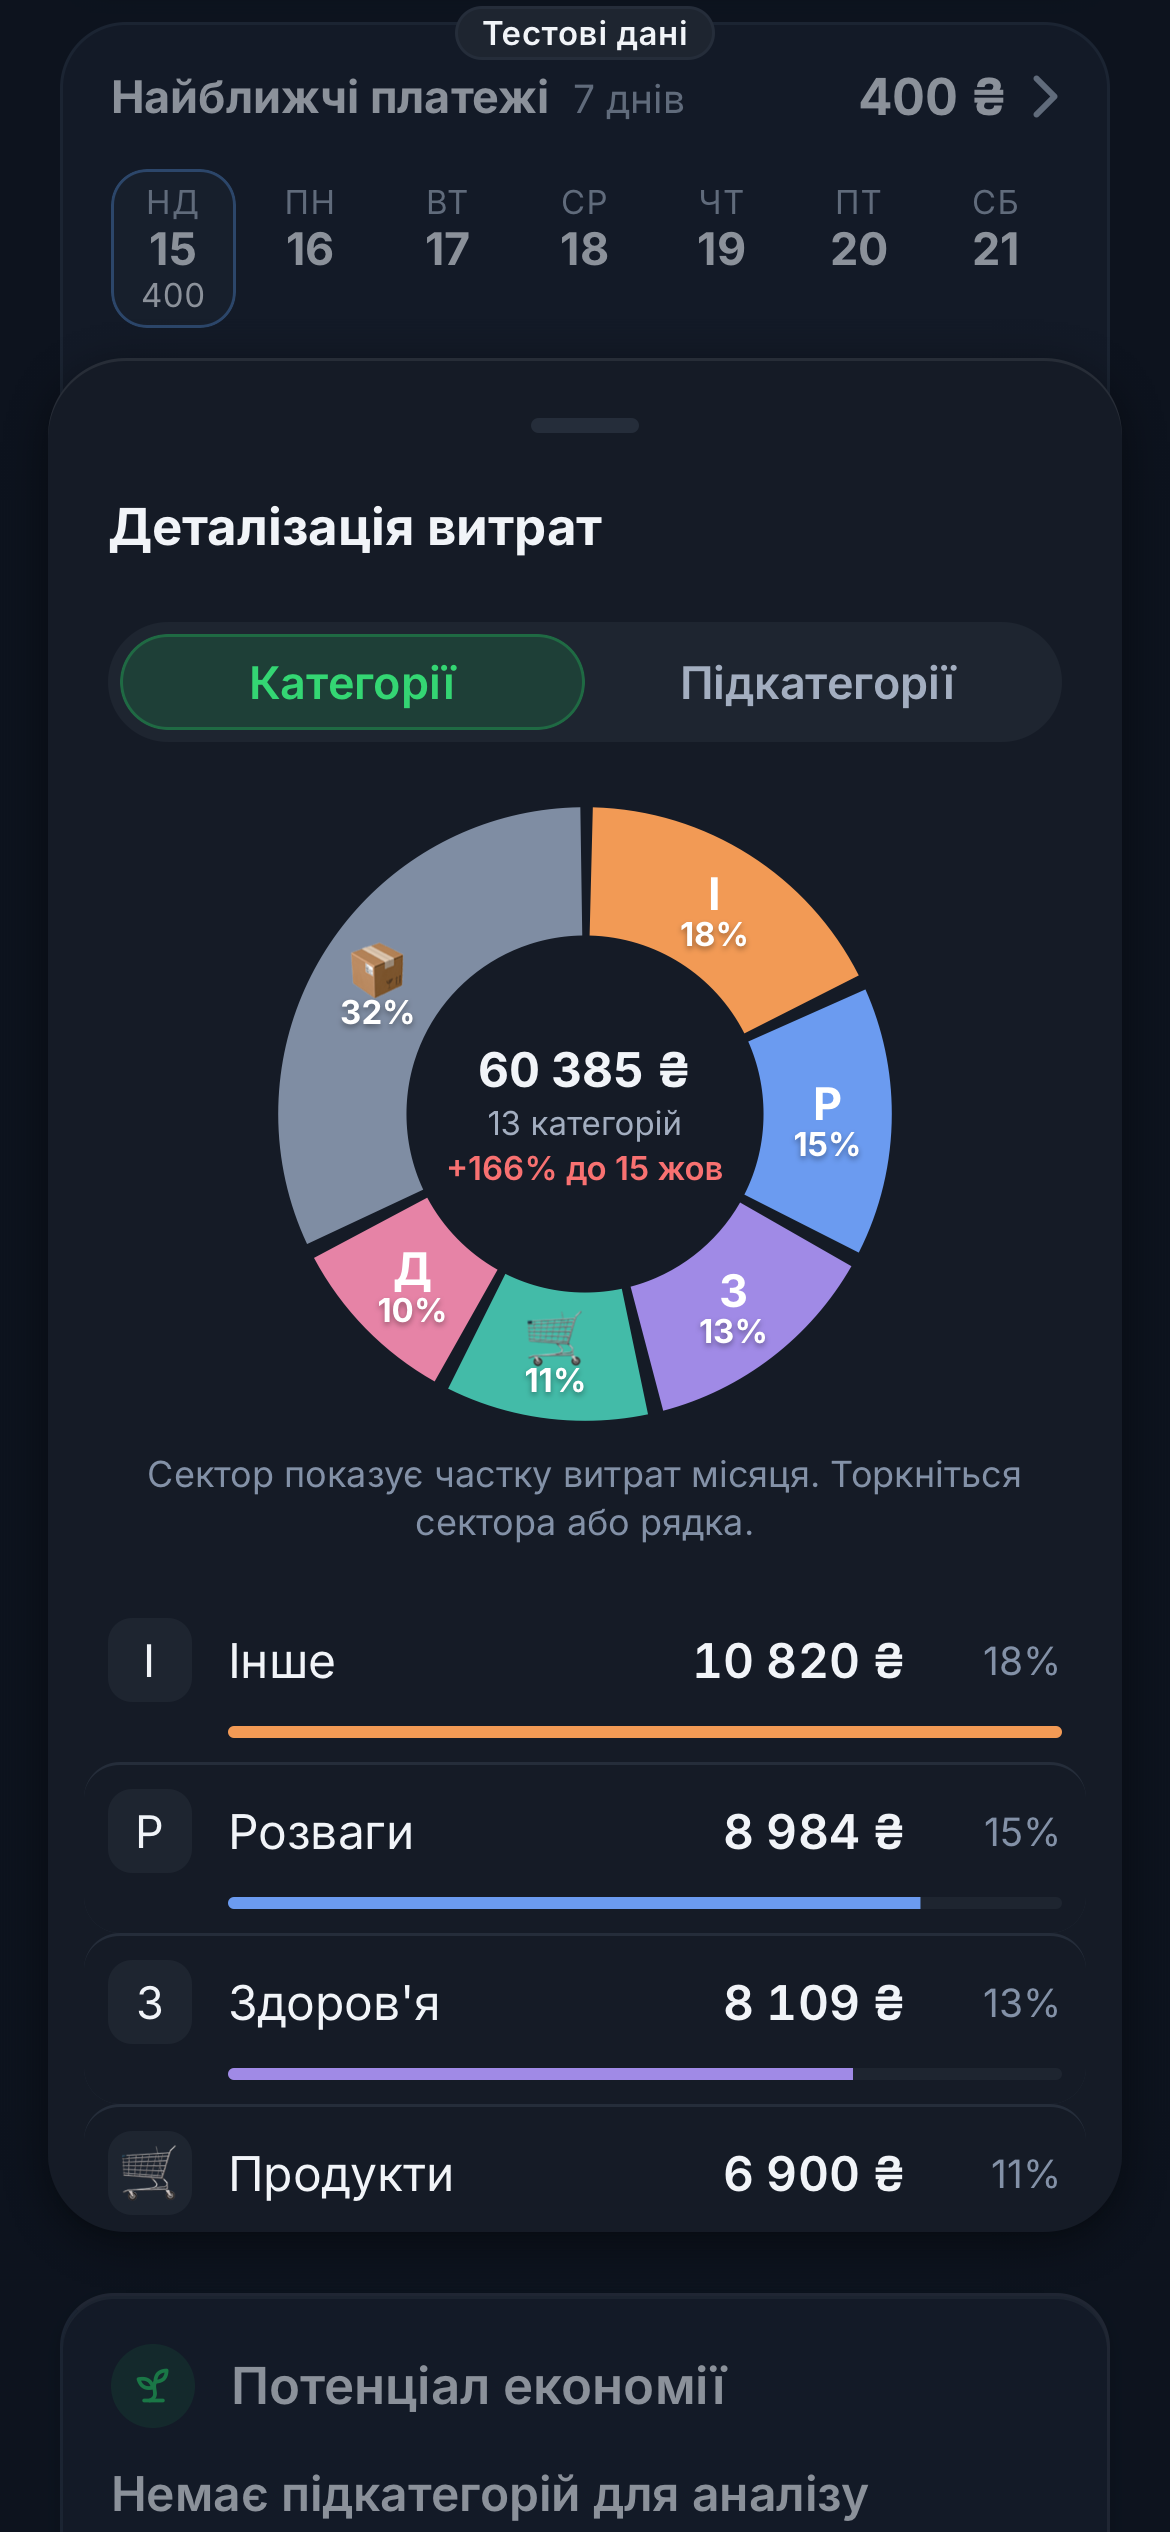 Тестові дані
Найближчі платежі 7 днів 400 ₴
НД ПН ВТ СР ЧТ ПТ СБ
15 16 17 18 19 20 21
400
Деталізація витрат
Категорії Підкатегорії
І
18%
32%
Р
15%
60 385 ₴
13 категорій
+166% до 15 жов
Д
10%
З
13%
11%
Сектор показує частку витрат місяця. Торкніться
сектора або рядка.
І Інше 10 820 ₴ 18%
Р Розваги 8 984 ₴ 15%
З Здоров'я 8 109 ₴ 13%
Продукти 6 900 ₴ 11%
Потенціал економії
Немає підкатегорій для аналізу